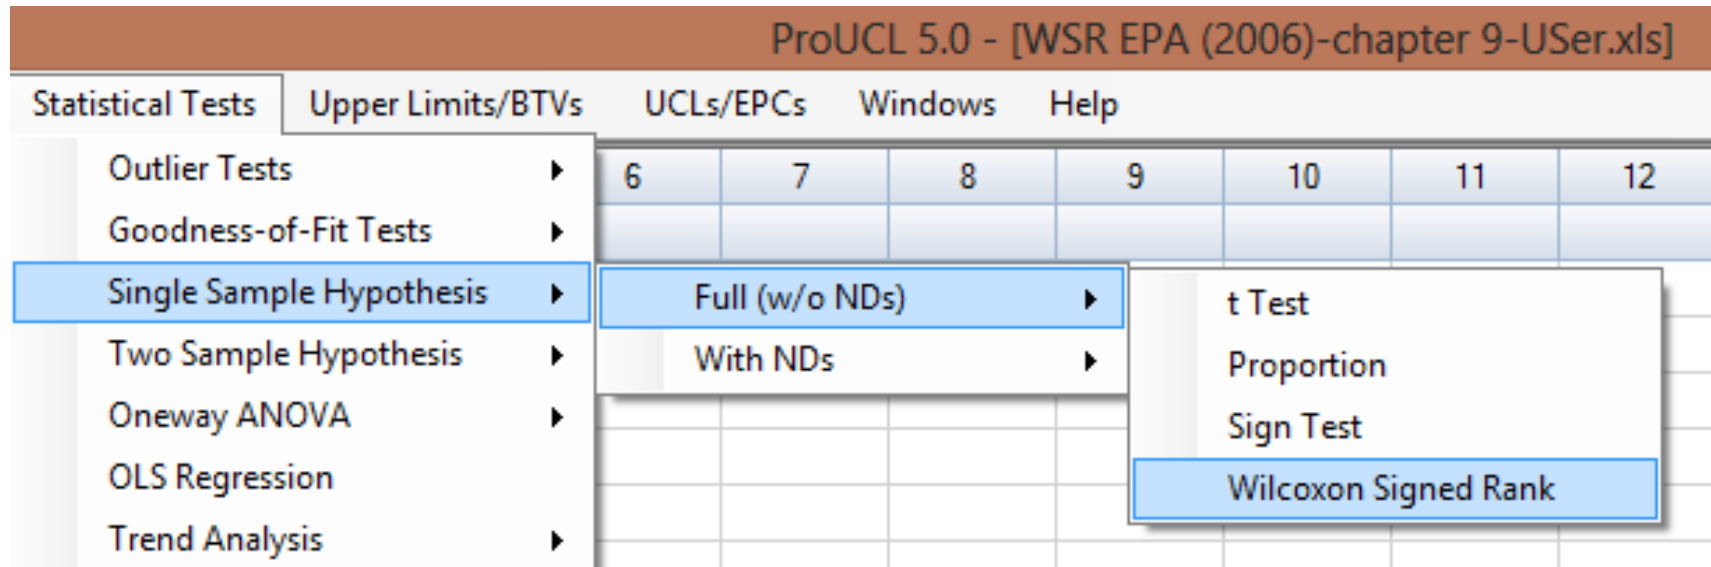 ProUCL 5.0 - [WSR EPA (2006)-chapter 9-USer.xls]
Statistical Tests Upper Limits/BTVs UCLs/EPCs Windows Help
Outlier Tests
6 7 8 9 10 11 12
Goodness-of-Fit Tests
Single Sample Hypothesis
Full (w/o NDs)
t Test
Two Sample Hypothesis
With NDs
Proportion
Oneway ANOVA
Sign Test
OLS Regression
Wilcoxon Signed Rank
Trend Analysis